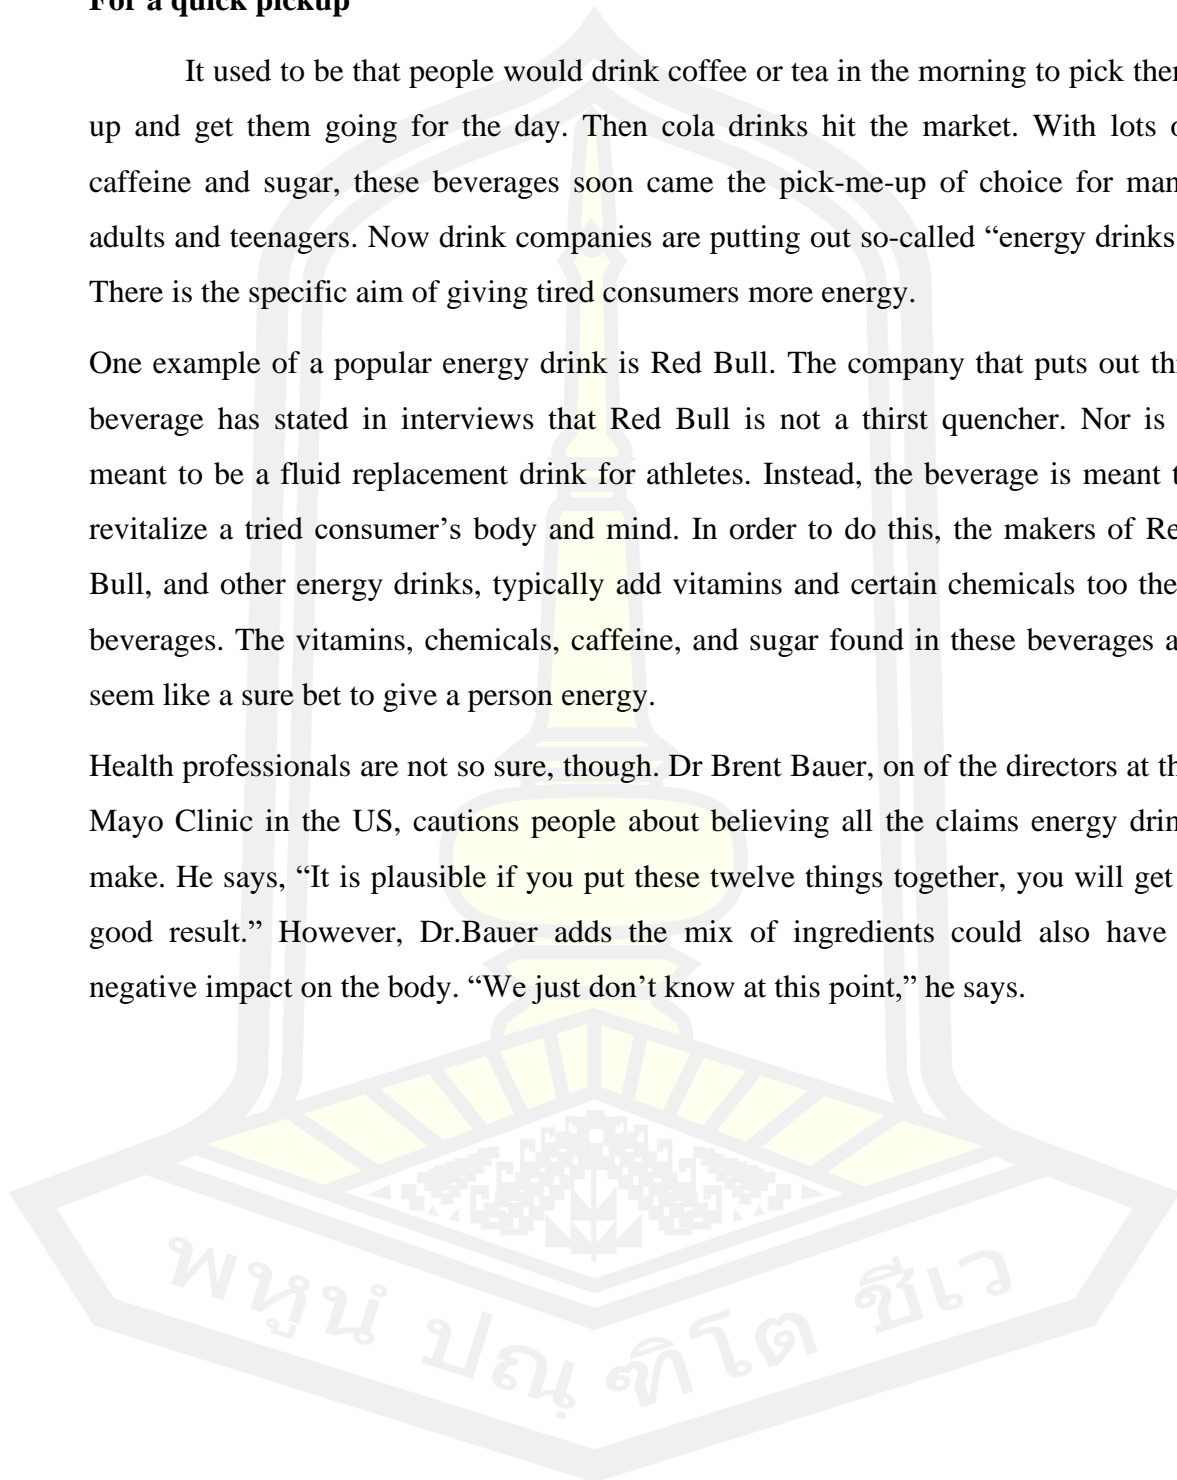 For a quick pickup
It used to be that people would drink coffee or tea in the morning to pick
up and get them going for the day. Then cola drinks hit the market. With lots
caffeine and sugar, these beverages soon came the pick-me-up of choice for
adults and teenagers. Now drink companies are putting out so-called “energy drinks
There is the specific aim of giving tired consumers more energy.
One example of a popular energy drink is Red Bull. The company that puts out
beverage has stated in interviews that Red Bull is not a thirst quencher. Nor is
meant to be a fluid replacement drink for athletes. Instead, the beverage is meant
revitalize a tried consumer’s body and mind. In order to do this, the makers of
Bull, and other energy drinks, typically add vitamins and certain chemicals too
beverages. The vitamins, chemicals, caffeine, and sugar found in these beverages
seem like a sure bet to give a person energy.
Health professionals are not so sure, though. Dr Brent Bauer, on of the directors at
Mayo Clinic in the US, cautions people about believing all the claims energy
make. He says, “It is plausible if you put these twelve things together, you will get
good result.” However, Dr.Bauer adds the mix of ingredients could also have
negative impact on the body. “We just don’t know at this point,” he says.
พหูนํ ปณฺฑิโต ชีเว